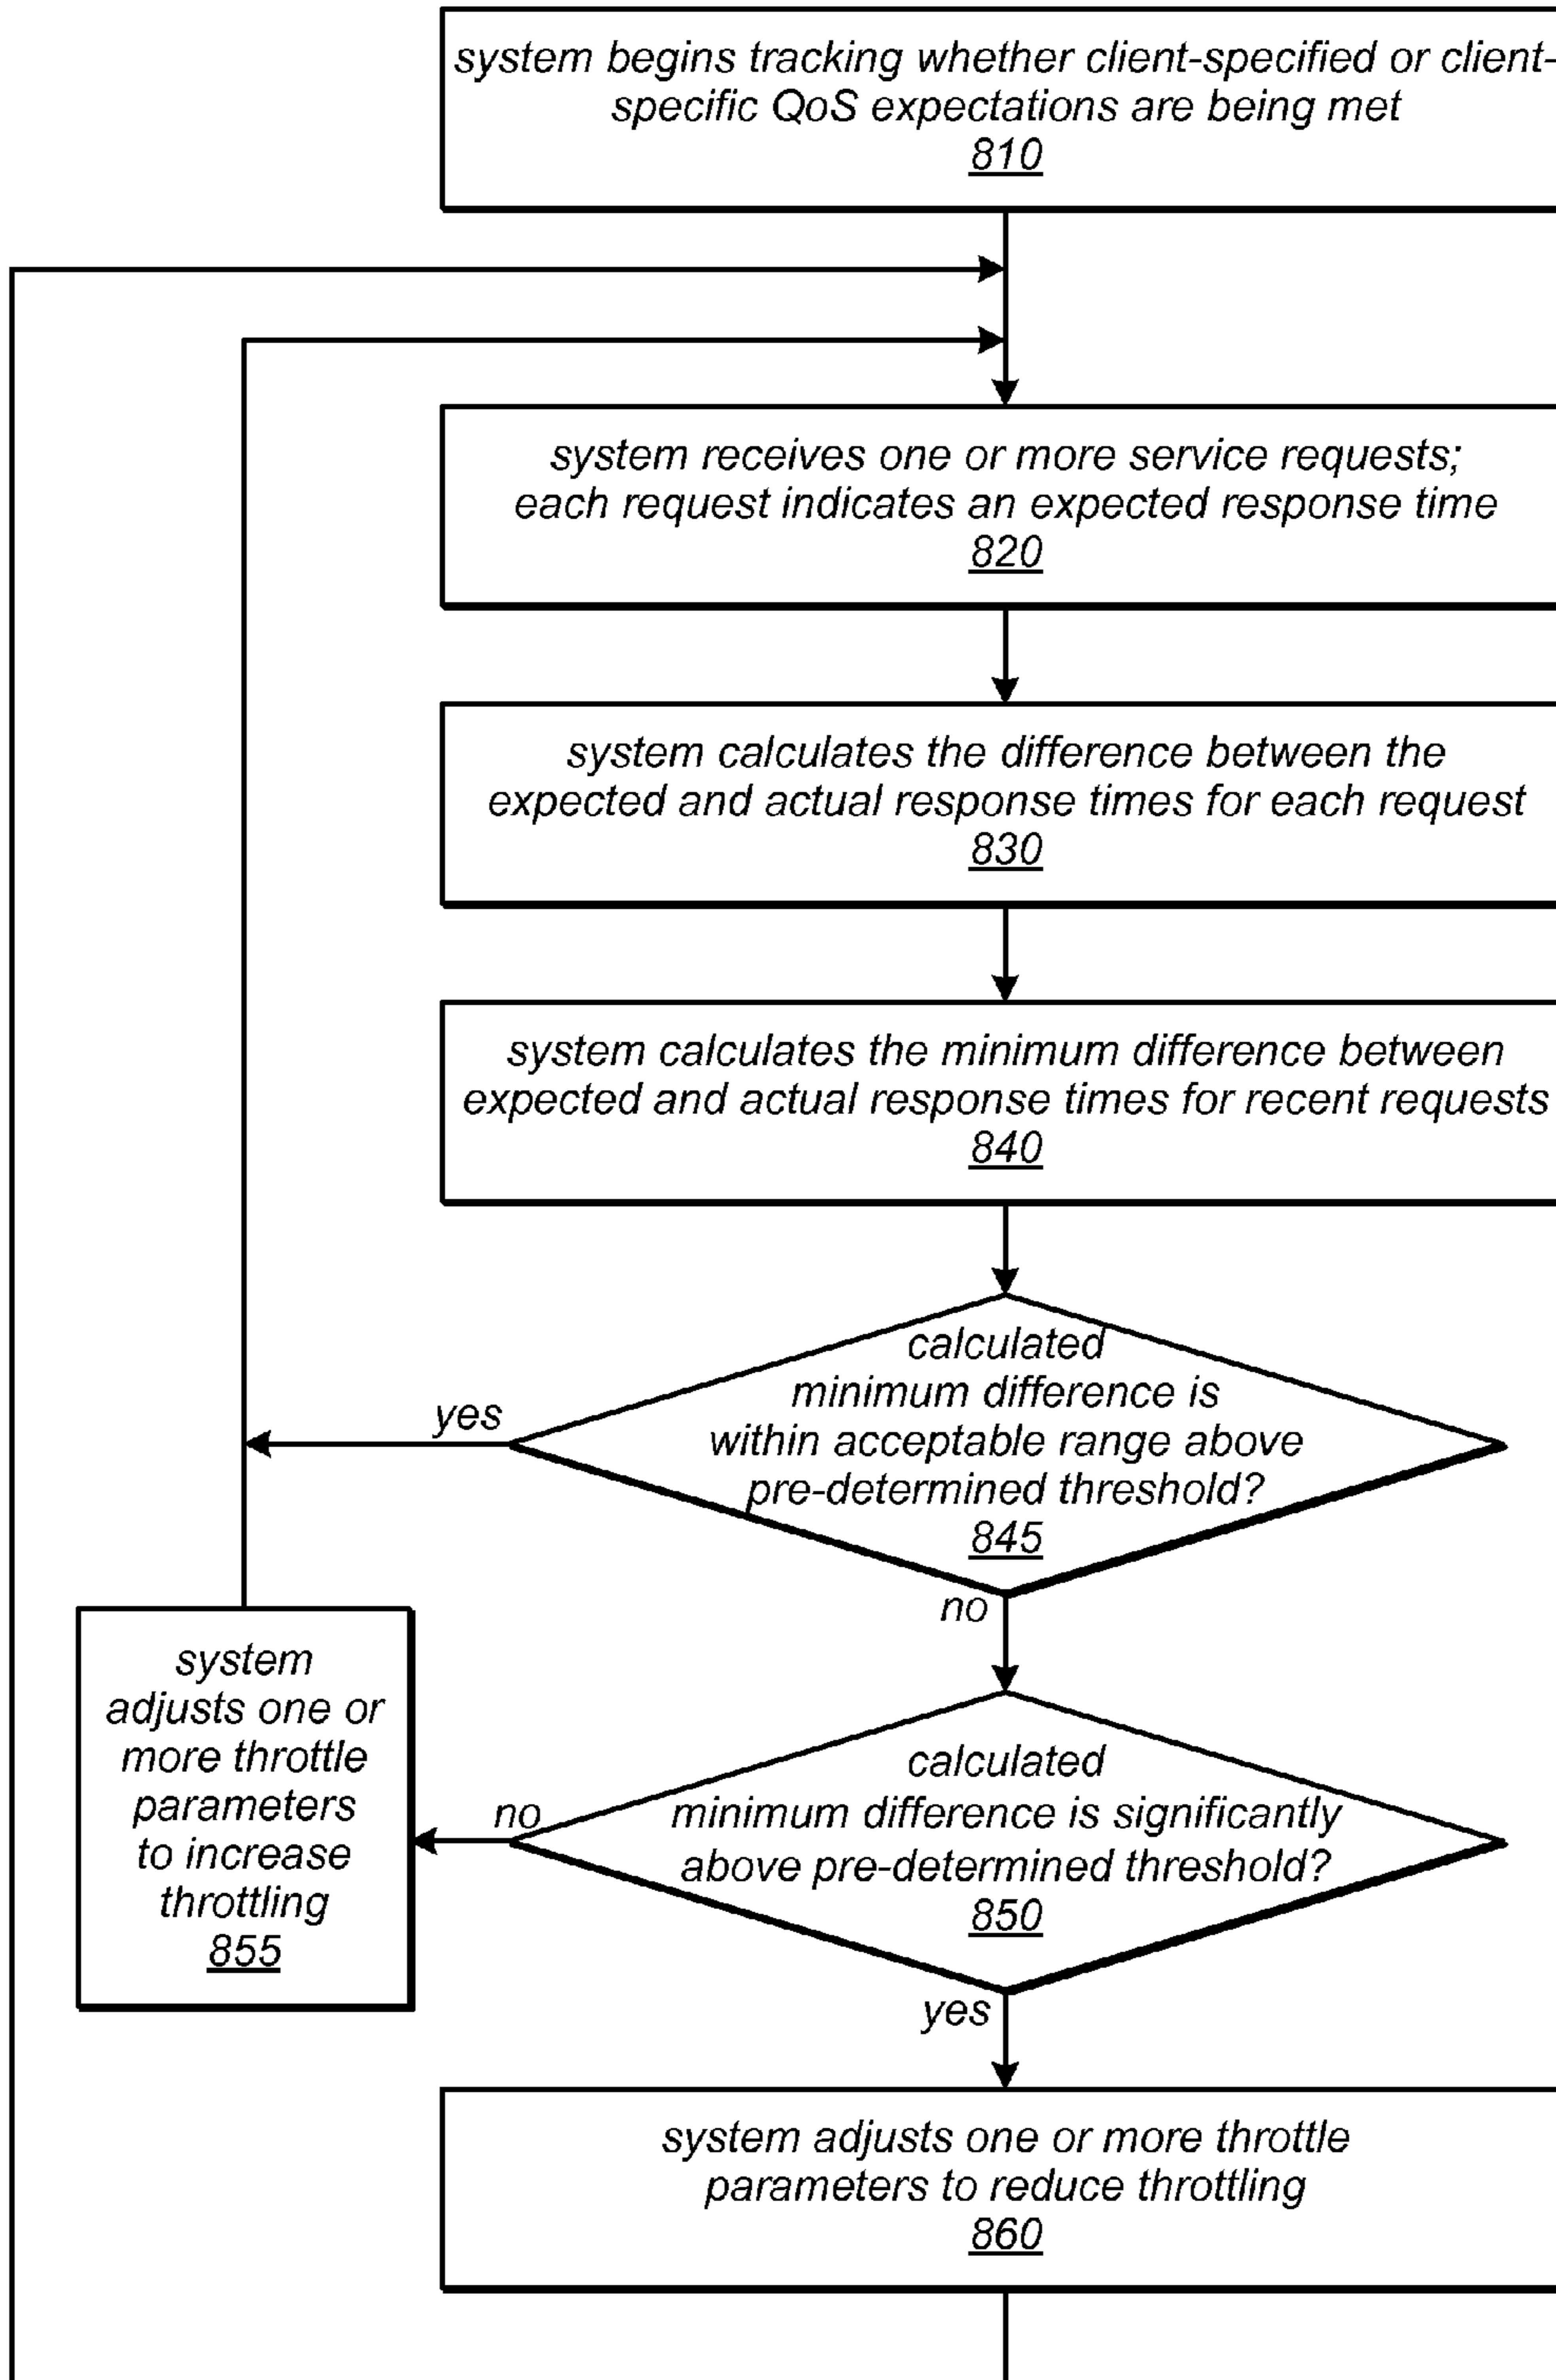 system begins tracking whether client-specified or client-
specific QoS expectations are being met
810
system receives one or more service requests;
each request indicates an expected response time
820
system calculates the difference between the
expected and actual response times for each request
830
system calculates the minimum difference between
expected and actual response times for recent requests
840
calculated
minimum difference is
within acceptable range above
pre-determined threshold?
845
yes
no
system
adjusts one or
more throttle
parameters
to increase
throttling
855
calculated
minimum difference is significantly
above pre-determined threshold?
850
no
yes
system adjusts one or more throttle
parameters to reduce throttling
860